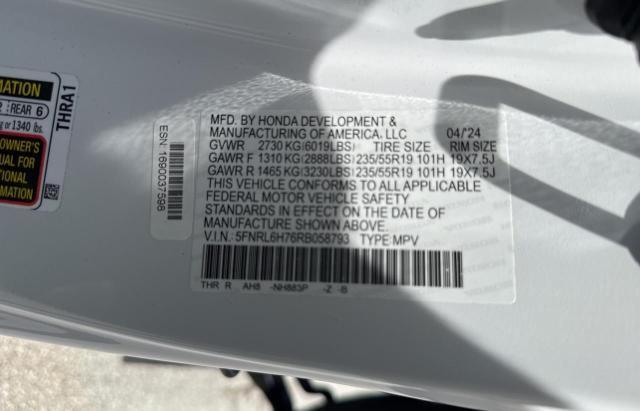 MATION
2 REAR 6
g or 1340 lbs.
OWNER'S
UAL FOR
TIONAL
RMATION
THRA1
ESN: 1690037598
MFD. BY HONDA DEVELOPMENT &
MANUFACTURING OF AMERICA, LLC 04/'24
GVWR 2730 KG(6019LBS) TIRE SIZE RIM SIZE
GAWR F 1310 KG(2888LBS) 235/55R19 101H 19X7.5J
GAWR R 1465 KG(3230LBS) 235/55R19 101H 19X7.5J
THIS VEHICLE CONFORMS TO ALL APPLICABLE
FEDERAL MOTOR VEHICLE SAFETY
STANDARDS IN EFFECT ON THE DATE OF
MANUFACTURE SHOWN ABOVE.
V.I.N.: 5FNRL6H76RB058793 TYPE: MPV
THR R AH8 -NH883P -Z -B